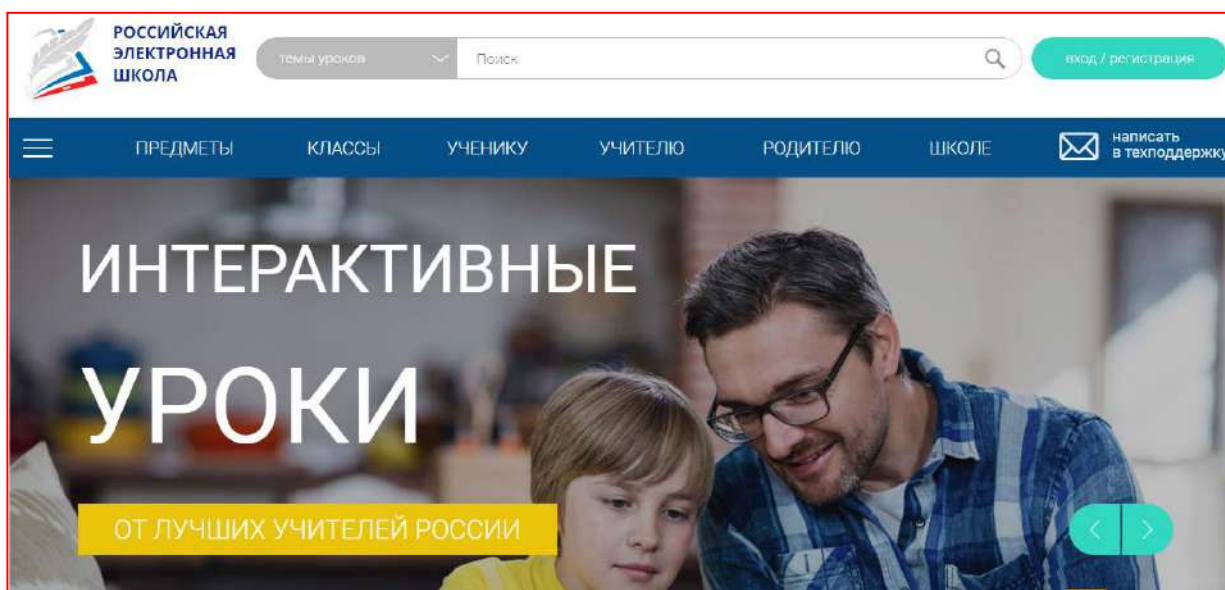 РОССИЙСКАЯ
ЭЛЕКТРОННАЯ
ШКОЛА
темы уроков
Поиск
вход / регистрация
ПРЕДМЕТЫ
КЛАССЫ
УЧЕНИКУ
УЧИТЕЛЮ
РОДИТЕЛЮ
ШКОЛЕ
написать
в техподдержку
ИНТЕРАКТИВНЫЕ
УРОКИ
ОТ ЛУЧШИХ УЧИТЕЛЕЙ РОССИИ